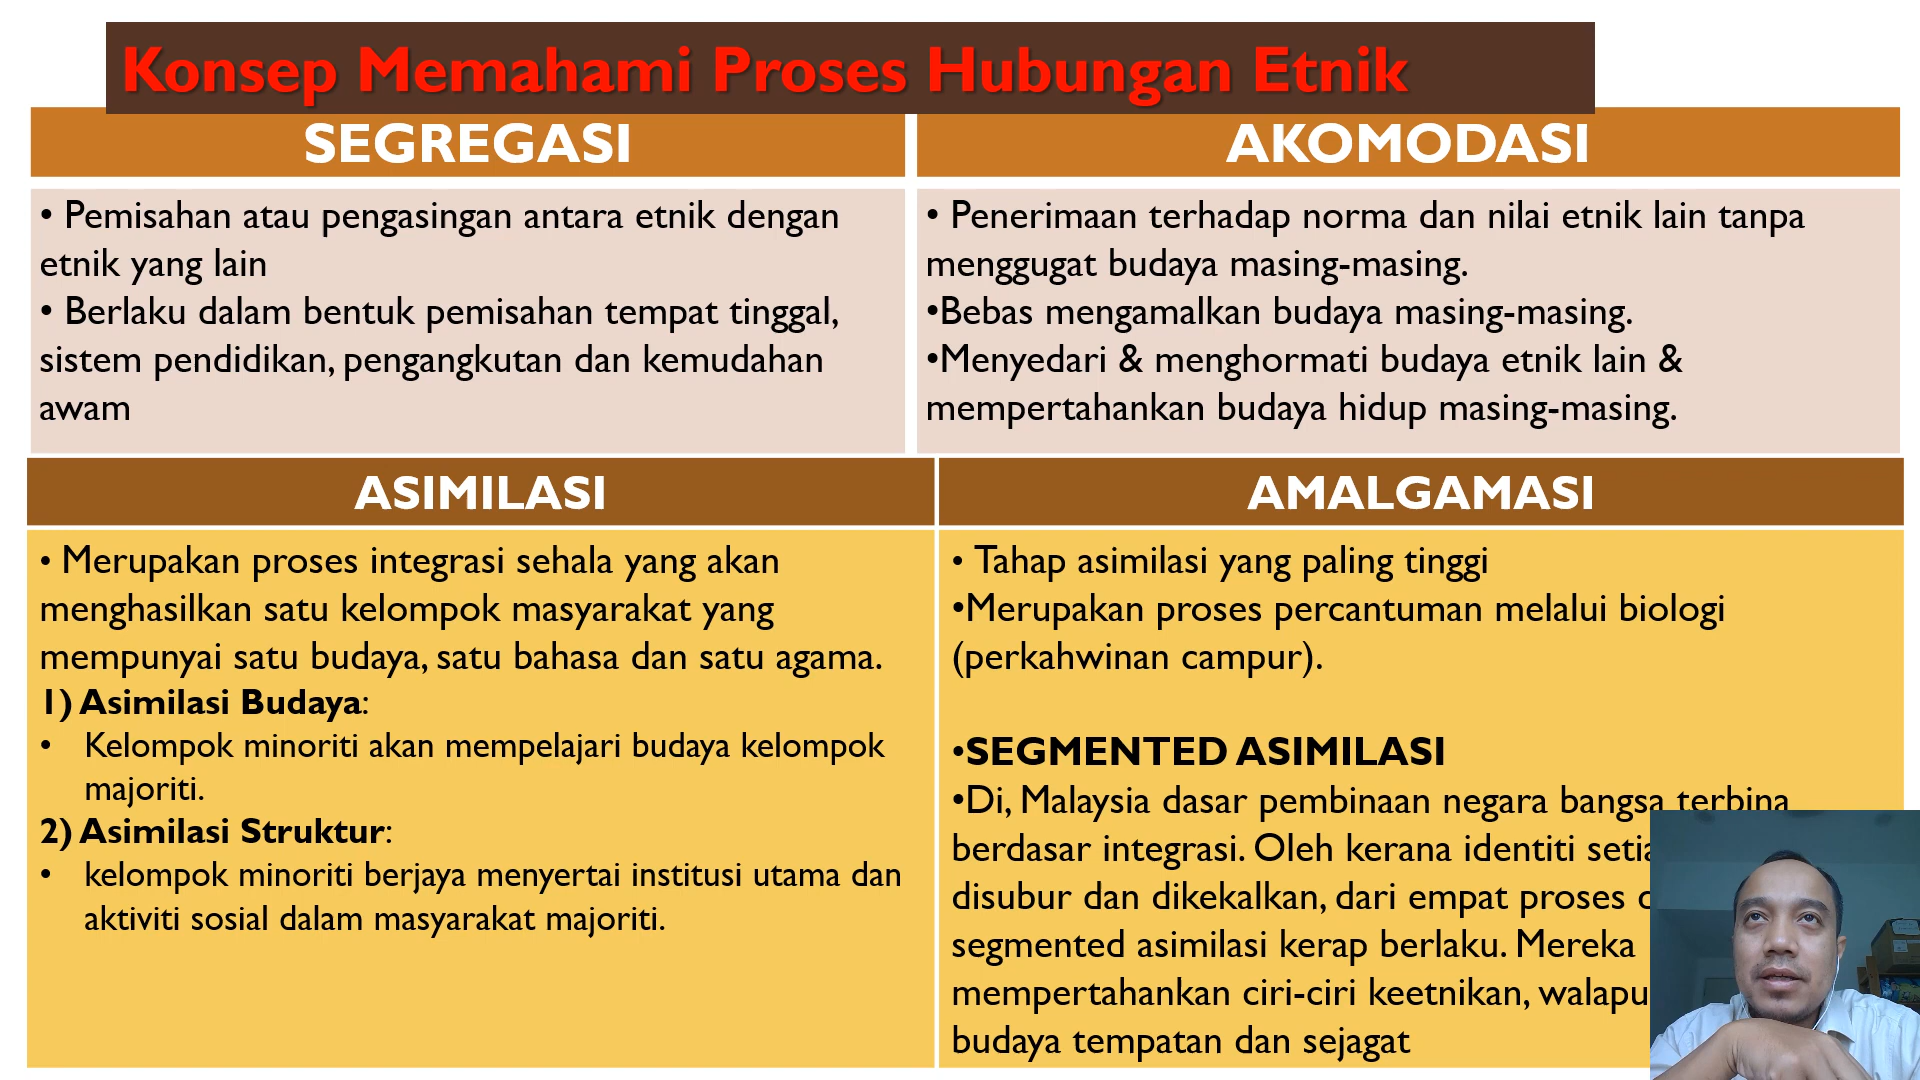 Konsep Memahami Proses Hubungan Etnik
SEGREGASI
• Pemisahan atau pengasingan antara etnik dengan
etnik yang lain
• Berlaku dalam bentuk pemisahan tempat tinggal,
sistem pendidikan, pengangkutan dan kemudahan
awam
AKOMODASI
• Penerimaan terhadap norma dan nilai etnik lain tanpa
menggugat budaya masing-masing.
•Bebas mengamalkan budaya masing-masing.
•Menyedari & menghormati budaya etnik lain &
mempertahankan budaya hidup masing-masing.
ASIMILASI
• Merupakan proses integrasi sehala yang akan
menghasilkan satu kelompok masyarakat yang
mempunyai satu budaya, satu bahasa dan satu agama.
1) Asimilasi Budaya:
• Kelompok minoriti akan mempelajari budaya kelompok
majoriti.
2) Asimilasi Struktur:
• kelompok minoriti berjaya menyertai institusi utama dan
aktiviti sosial dalam masyarakat majoriti.
AMALGAMASI
• Tahap asimilasi yang paling tinggi
•Merupakan proses percantuman melalui biologi
(perkahwinan campur).
•SEGMENTED ASIMILASI
•Di, Malaysia dasar pembinaan negara bangsa terbina
berdasar integrasi. Oleh kerana identiti
disubur dan dikekalkan, dari empat proses
segmented asimilasi kerap berlaku. Mereka
mempertahankan ciri-ciri keetnikan,
budaya tempatan dan sejagat